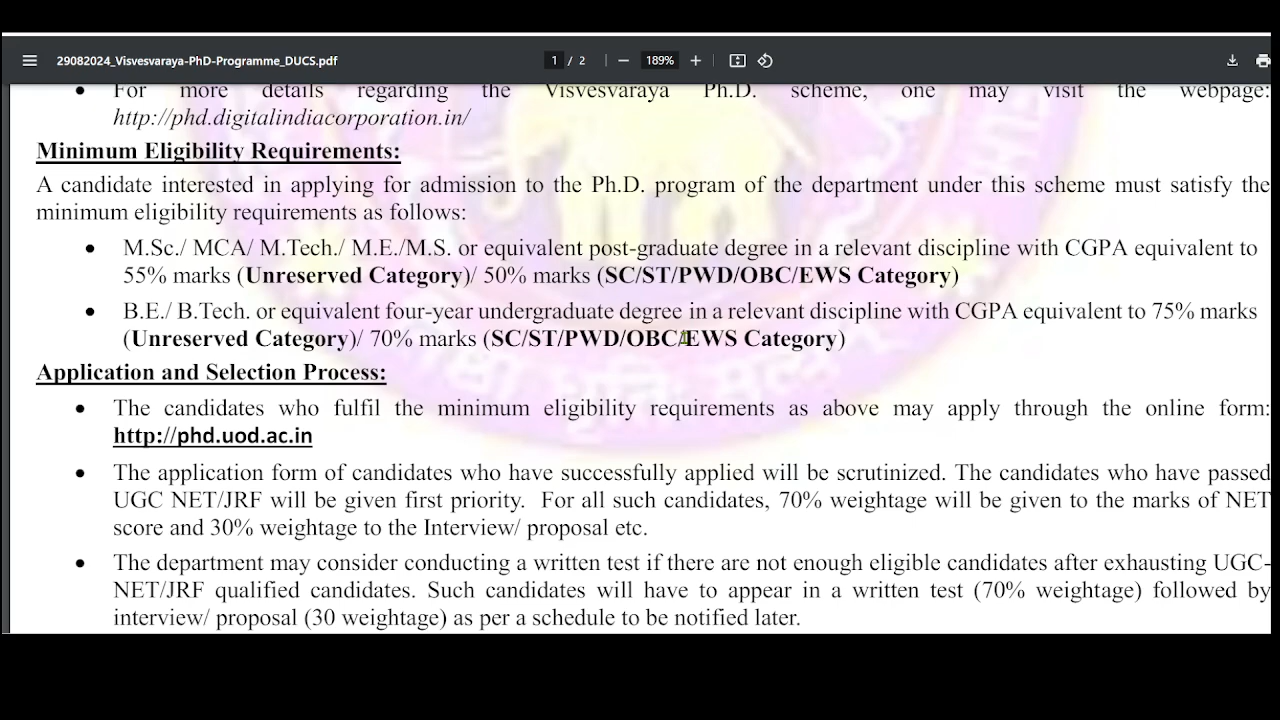 29082024_Visvesvaraya-PhD-Programme_DUCS.pdf
1 / 2
189%
• For more details regarding the Visvesvaraya Ph.D. scheme, one may visit the webpage:
http://phd.digitalindiacorporation.in/
Minimum Eligibility Requirements:
A candidate interested in applying for admission to the Ph.D. program of the department under this scheme must satisfy the
minimum eligibility requirements as follows:
• M.Sc./ MCA/ M.Tech./ M.E./M.S. or equivalent post-graduate degree in a relevant discipline with CGPA equivalent to
55% marks (Unreserved Category)/ 50% marks (SC/ST/PWD/OBC/EWS Category)
• B.E./ B.Tech. or equivalent four-year undergraduate degree in a relevant discipline with CGPA equivalent to 75% marks
(Unreserved Category)/ 70% marks (SC/ST/PWD/OBC/EWS Category)
Application and Selection Process:
• The candidates who fulfil the minimum eligibility requirements as above may apply through the online form:
http://phd.uod.ac.in
• The application form of candidates who have successfully applied will be scrutinized. The candidates who have passed
UGC NET/JRF will be given first priority. For all such candidates, 70% weightage will be given to the marks of NET
score and 30% weightage to the Interview/ proposal etc.
• The department may consider conducting a written test if there are not enough eligible candidates after exhausting UGC-
NET/JRF qualified candidates. Such candidates will have to appear in a written test (70% weightage) followed by
interview/ proposal (30 weightage) as per a schedule to be notified later.